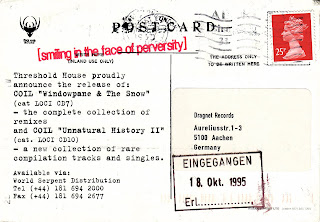 POST CARD
[smiling in the face of perversity]
INLAND USE ONLY)
THE ADDRESS ONLY
TO BE WRITTEN HERE
25P
Threshold House proudly
announce the release of:
COIL "Windowpane & The Snow"
(cat LOCI CD7)
- the complete collection of
remixes
and COIL "Unnatural History II"
(cat. LOCI CD10)
- a new collection of rare
compilation tracks and singles.
Available via:
World Serpent Distribution
Tel (+44) 181 694 2000
Fax (+44) 181 694 2677
Dragnet Records
Aureliusstr.1-3
5100 Aachen
Germany
EINGEGANGEN
18. Okt. 1995
Erl.